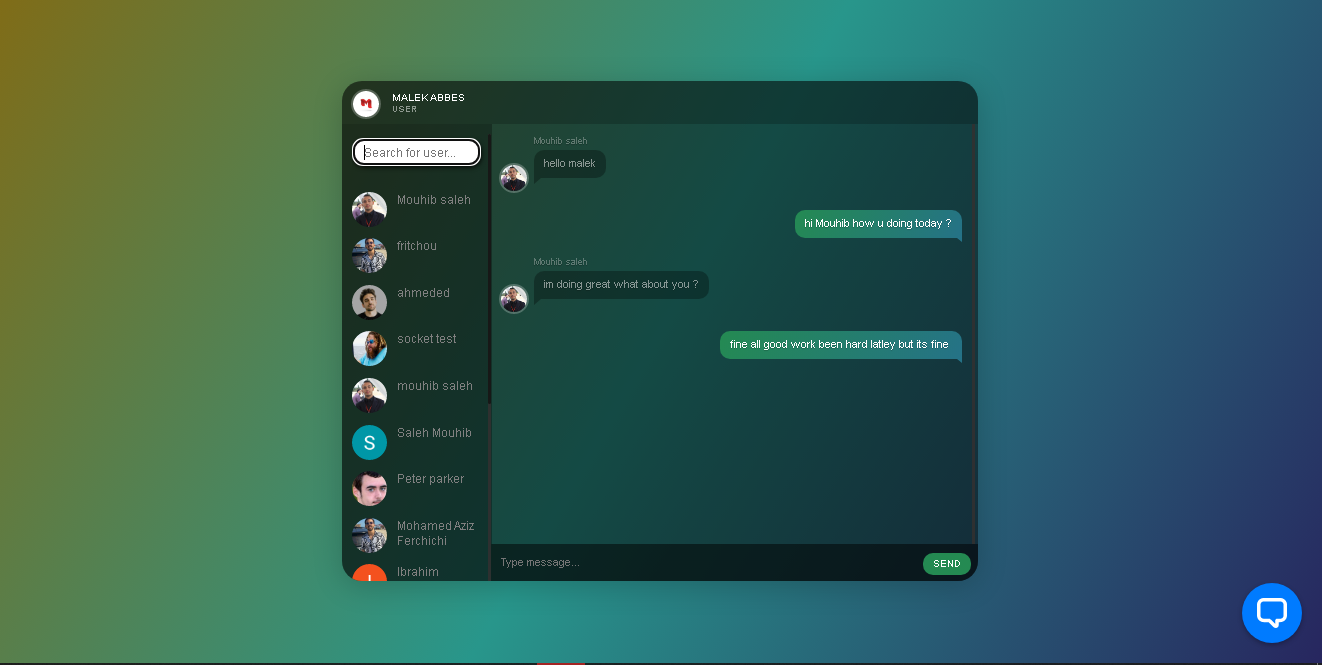 M
MALEK ABBES
USER
Search for user...
Mouhib saleh
fritchou
ahmeded
socket test
mouhib saleh
S
Saleh Mouhib
Peter parker
Mohamed Aziz
Ferchichi
Ibrahim
Mouhib saleh
hello malek
hi Mouhib how u doing today ?
Mouhib saleh
im doing great what about you ?
fine all good work been hard latley but its fine
Type message...
SEND